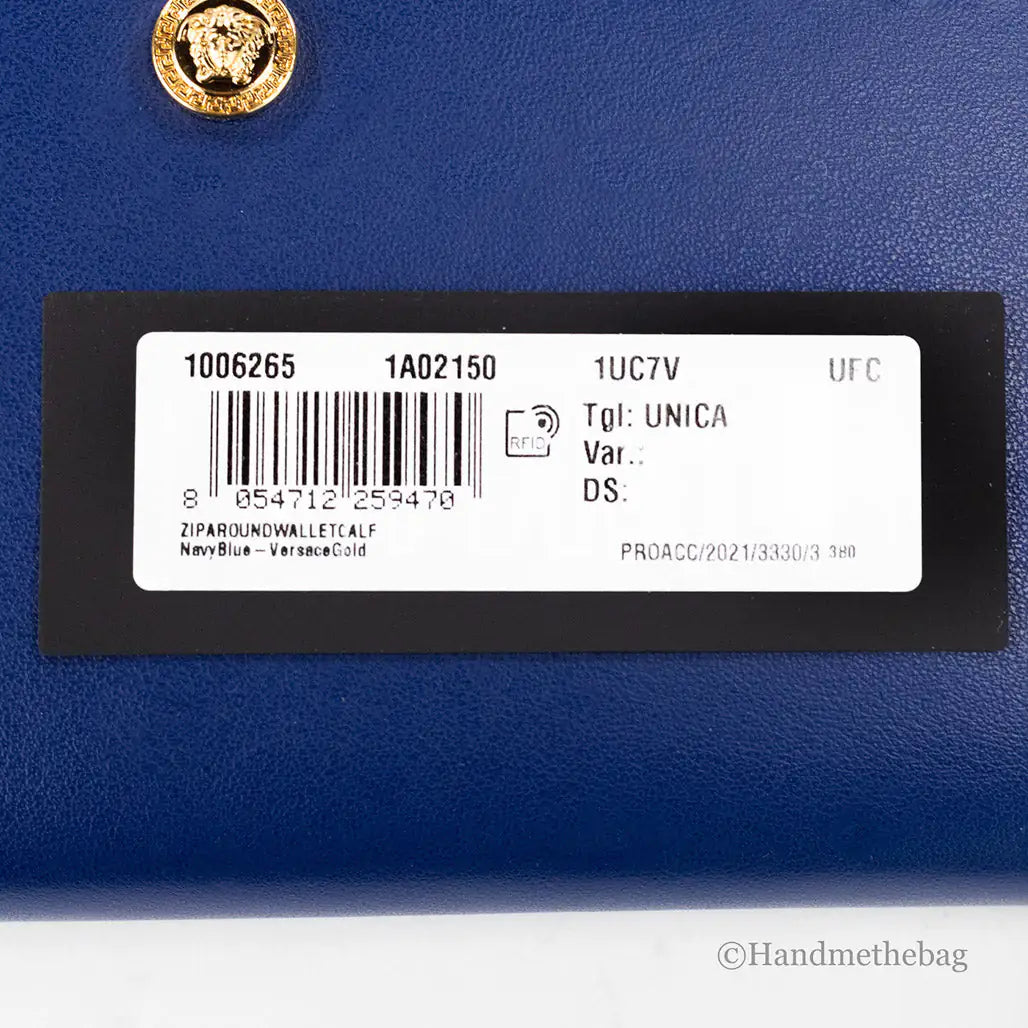 1006265 1A02150 1UC7V UFC
RFID
Tgl: UNICA
Var.:
DS:
8 054712 259470
ZIPAROUNDWALLETCALF
NavyBlue – VersaceGold
PROACC/2021/3330/3 380
©Handmethebag